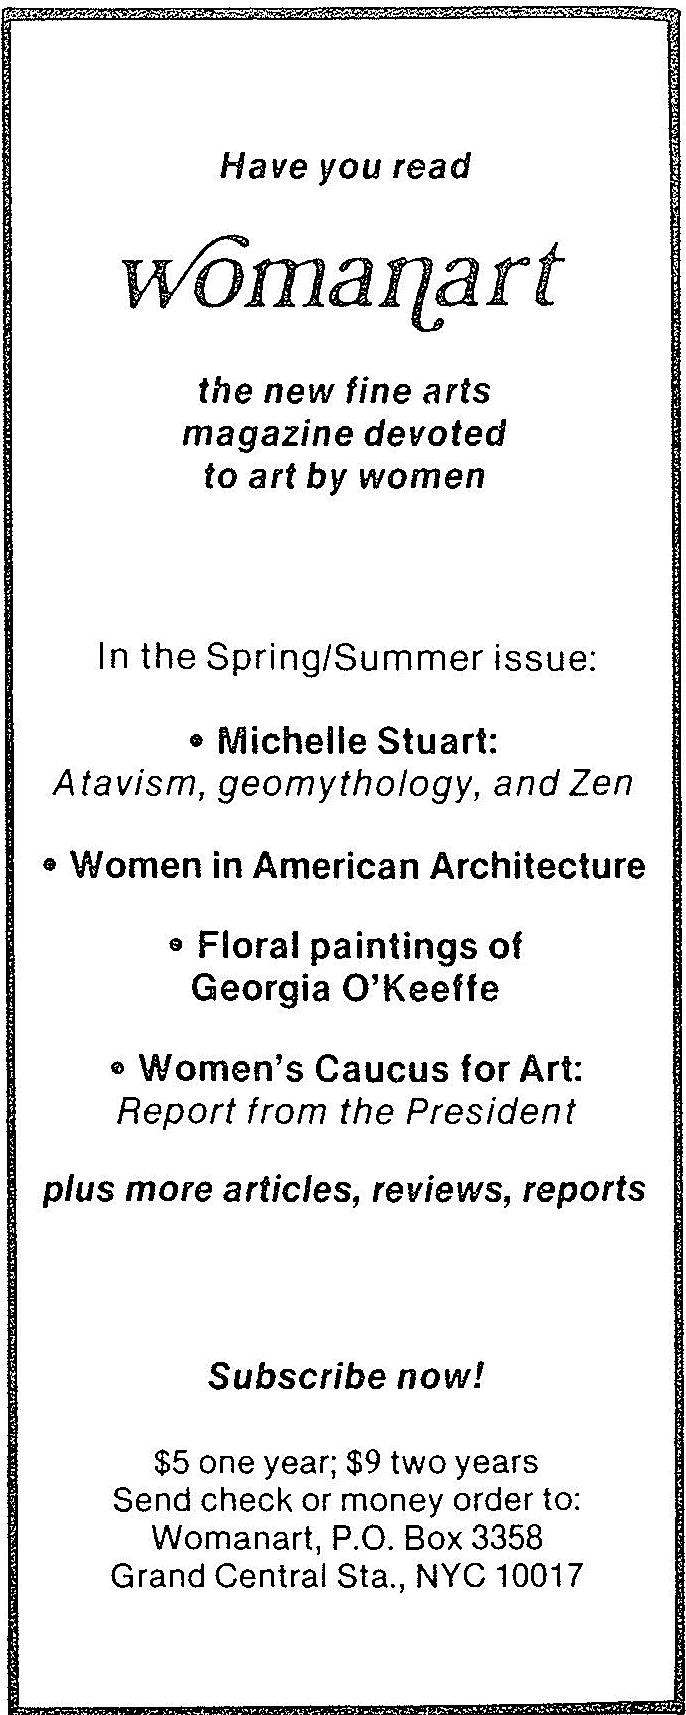 Have you read
womanart
the new fine arts
magazine devoted
to art by women
In the Spring/Summer issue:
• Michelle Stuart:
Atavism, geomythology, and Zen
• Women in American Architecture
• Floral paintings of
Georgia O'Keeffe
• Women's Caucus for Art:
Report from the President
plus more articles, reviews, reports
Subscribe now!
$5 one year; $9 two years
Send check or money order to:
Womanart, P.O. Box 3358
Grand Central Sta., NYC 10017